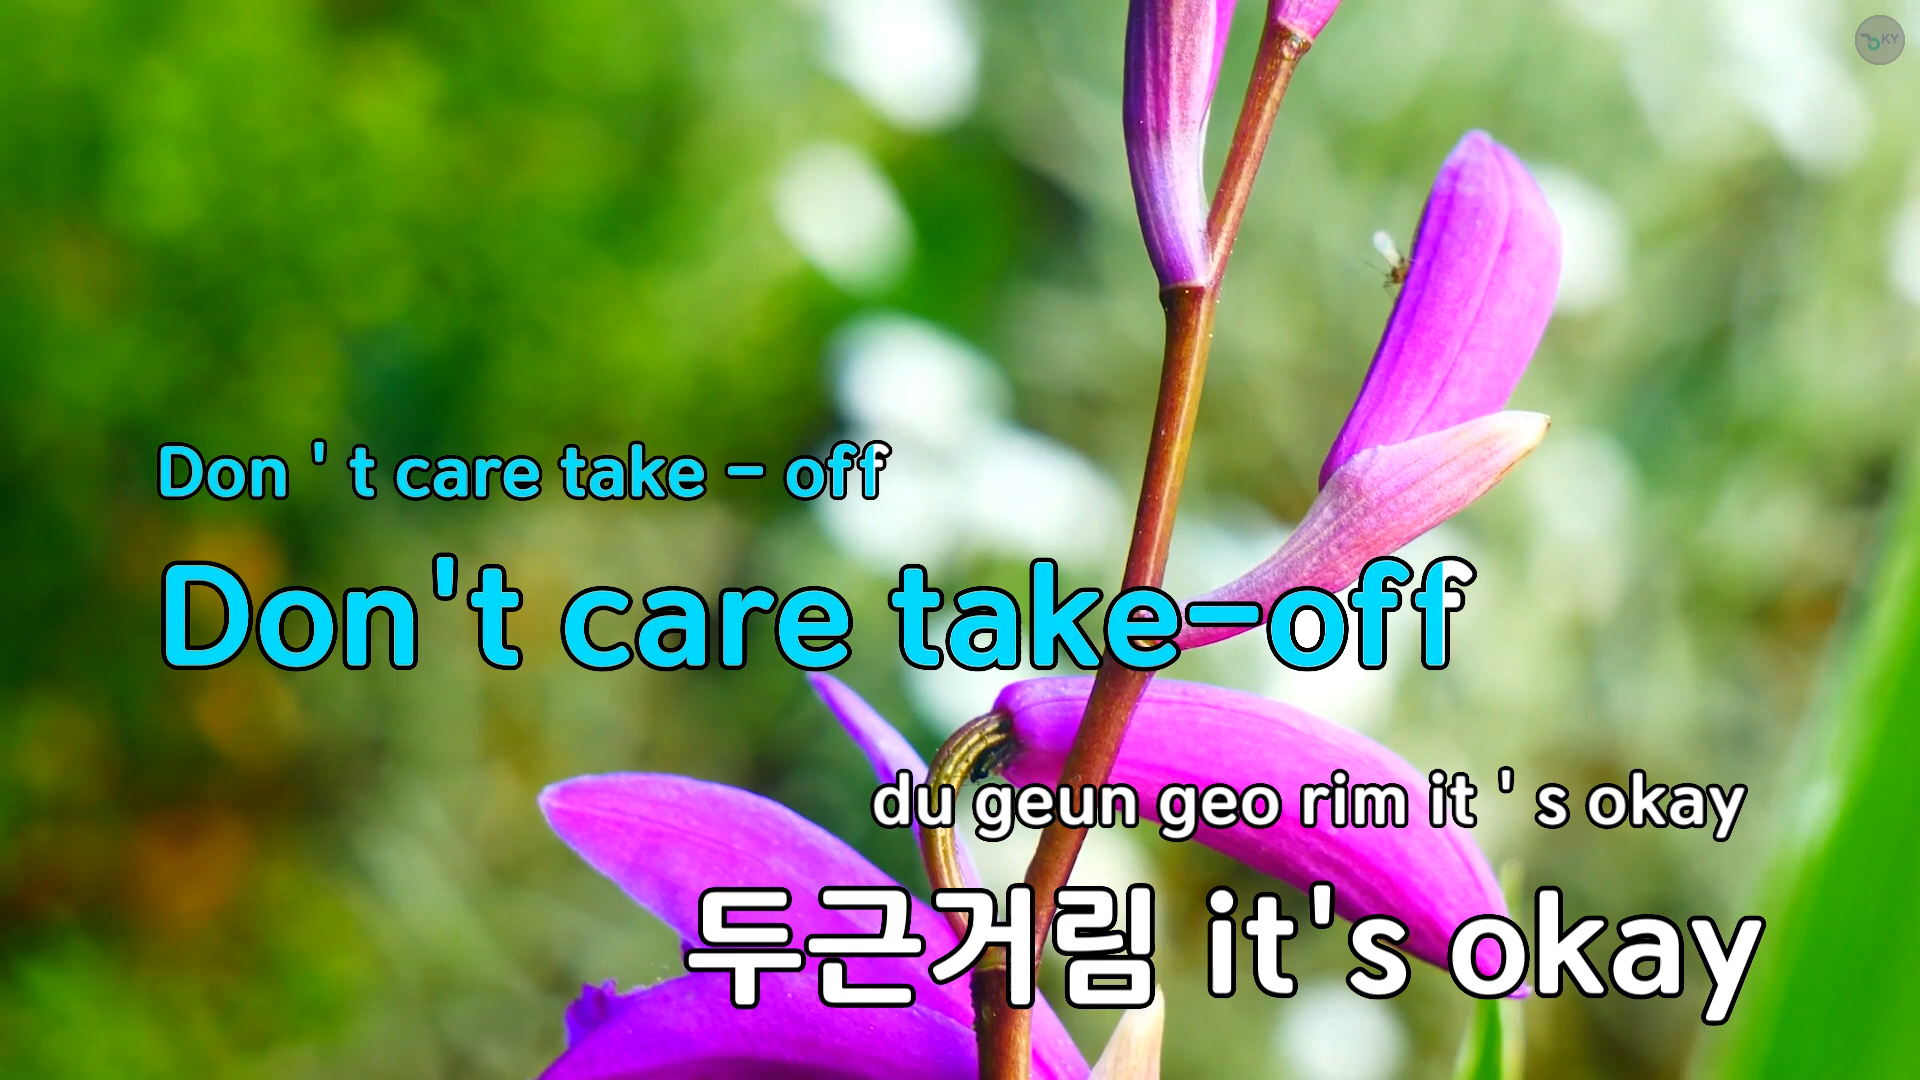 KY
Don ' t care take - off
Don't care take-off
du geun geo rim it ' s okay
두근거림 it's okay